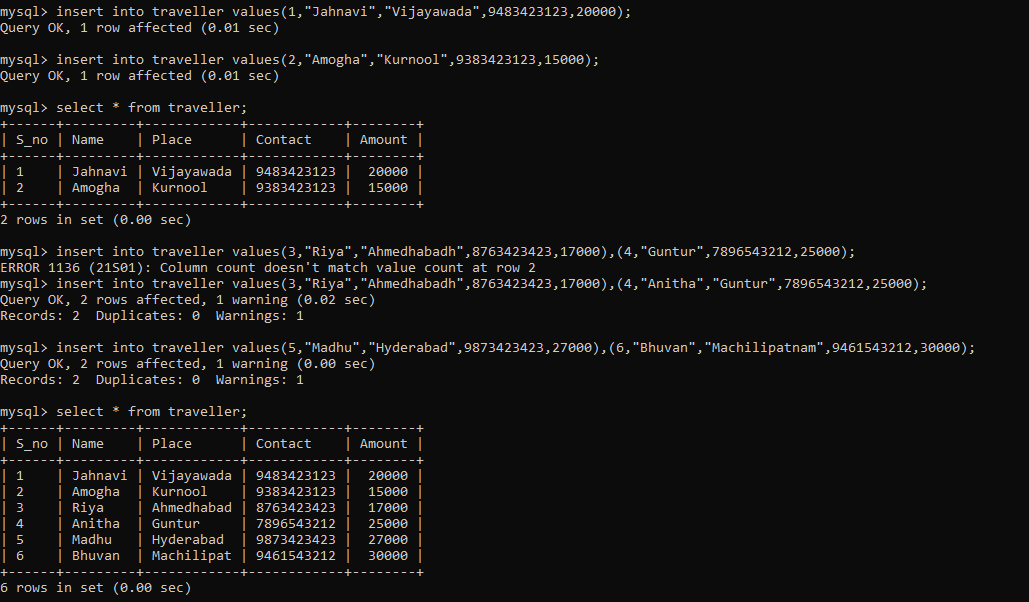 mysql> insert into traveller values(1,"Jahnavi","Vijayawada",9483423123,20000);
Query OK, 1 row affected (0.01 sec)

mysql> insert into traveller values(2,"Amogha","Kurnool",9383423123,15000);
Query OK, 1 row affected (0.01 sec)

mysql> select * from traveller;
+------+---------+------------+------------+--------+
| S_no | Name    | Place      | Contact    | Amount |
+------+---------+------------+------------+--------+
| 1    | Jahnavi | Vijayawada | 9483423123 |  20000 |
| 2    | Amogha  | Kurnool    | 9383423123 |  15000 |
+------+---------+------------+------------+--------+
2 rows in set (0.00 sec)

mysql> insert into traveller values(3,"Riya","Ahmedhabadh",8763423423,17000),(4,"Guntur",7896543212,25000);
ERROR 1136 (21S01): Column count doesn't match value count at row 2
mysql> insert into traveller values(3,"Riya","Ahmedhabadh",8763423423,17000),(4,"Anitha","Guntur",7896543212,25000);
Query OK, 2 rows affected, 1 warning (0.02 sec)
Records: 2  Duplicates: 0  Warnings: 1

mysql> insert into traveller values(5,"Madhu","Hyderabad",9873423423,27000),(6,"Bhuvan","Machilipatnam",9461543212,30000);
Query OK, 2 rows affected, 1 warning (0.00 sec)
Records: 2  Duplicates: 0  Warnings: 1

mysql> select * from traveller;
+------+---------+------------+------------+--------+
| S_no | Name    | Place      | Contact    | Amount |
+------+---------+------------+------------+--------+
| 1    | Jahnavi | Vijayawada | 9483423123 |  20000 |
| 2    | Amogha  | Kurnool    | 9383423123 |  15000 |
| 3    | Riya    | Ahmedhabad | 8763423423 |  17000 |
| 4    | Anitha  | Guntur     | 7896543212 |  25000 |
| 5    | Madhu   | Hyderabad  | 9873423423 |  27000 |
| 6    | Bhuvan  | Machilipat | 9461543212 |  30000 |
+------+---------+------------+------------+--------+
6 rows in set (0.00 sec)